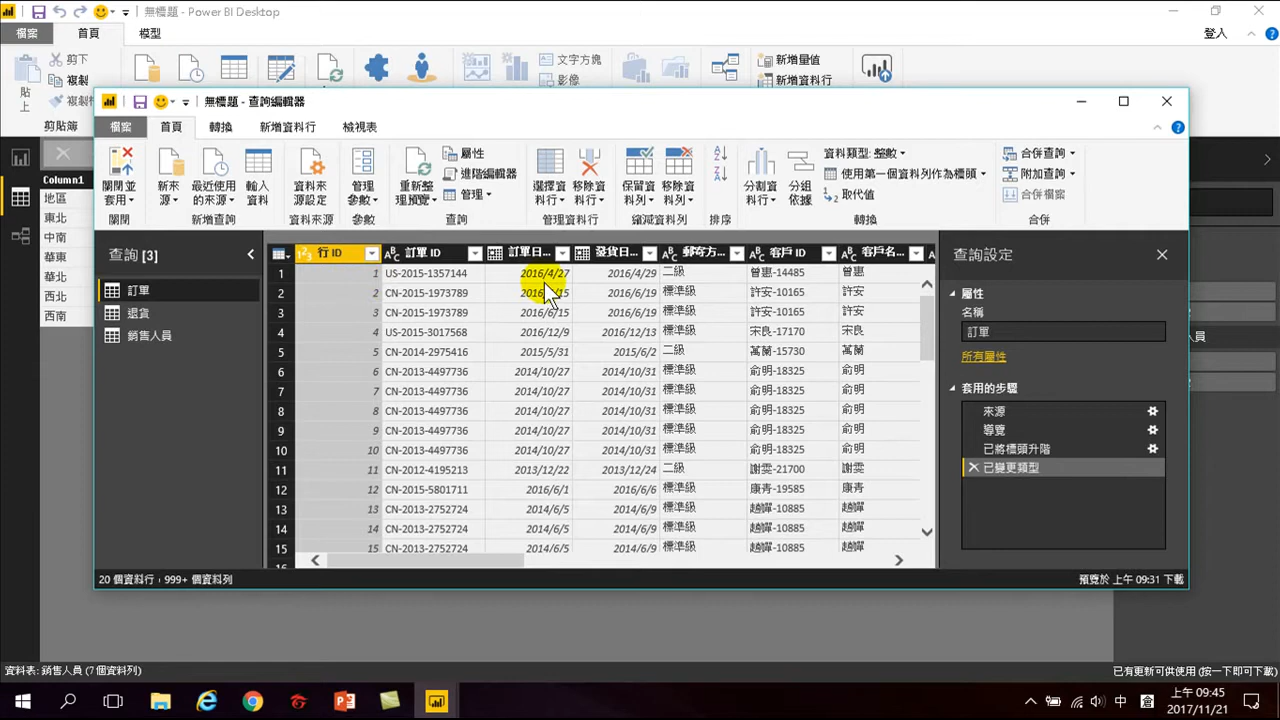 無標題 - Power BI Desktop
檔案 首頁 模型 登入
剪下
複製
貼上
剪貼簿
文字方塊
影像
新增量值
新增資料行
無標題 - 查詢編輯器
檔案 首頁 轉換 新增資料行 檢視表
關閉並套用 新來源 最近使用的來源 輸入資料 資料來源設定 管理參數 重新整理預覽 屬性 進階編輯器 管理 選擇資料行 移除資料行 保留資料列 移除資料列 分割資料行 分組依據 資料類型: 整數 使用第一個資料列作為標頭 取代值 合併查詢 附加查詢 合併檔案
關閉 新增查詢 資料來源 參數 查詢 管理資料行 縮減資料列 排序 轉換 合併
Column1
地區
東北
中南
華東
華北
西北
西南
查詢 [3]
訂單
退貨
銷售人員
行 ID 訂單 ID 訂單日... 發貨日... 郵寄方... 客戶 ID 客戶名...
1 1 US-2015-1357144 2016/4/27 2016/4/29 二級 曾惠-14485 曾惠
2 2 CN-2015-1973789 2016/6/15 2016/6/19 標準級 許安-10165 許安
3 3 CN-2015-1973789 2016/6/15 2016/6/19 標準級 許安-10165 許安
4 4 US-2015-3017568 2016/12/9 2016/12/13 標準級 宋良-17170 宋良
5 5 CN-2014-2975416 2015/5/31 2015/6/2 二級 萬蘭-15730 萬蘭
6 6 CN-2013-4497736 2014/10/27 2014/10/31 標準級 俞明-18325 俞明
7 7 CN-2013-4497736 2014/10/27 2014/10/31 標準級 俞明-18325 俞明
8 8 CN-2013-4497736 2014/10/27 2014/10/31 標準級 俞明-18325 俞明
9 9 CN-2013-4497736 2014/10/27 2014/10/31 標準級 俞明-18325 俞明
10 10 CN-2013-4497736 2014/10/27 2014/10/31 標準級 俞明-18325 俞明
11 11 CN-2012-4195213 2013/12/22 2013/12/24 二級 謝雯-21700 謝雯
12 12 CN-2015-5801711 2016/6/1 2016/6/6 標準級 康青-19585 康青
13 13 CN-2013-2752724 2014/6/5 2014/6/9 標準級 趙嬋-10885 趙嬋
14 14 CN-2013-2752724 2014/6/5 2014/6/9 標準級 趙嬋-10885 趙嬋
15 15 CN-2013-2752724 2014/6/5 2014/6/9 標準級 趙嬋-10885 趙嬋
查詢設定
屬性
名稱
訂單
所有屬性
套用的步驟
來源
導覽
已將標頭升階
已變更類型
20 個資料行，999+ 個資料列 預覽於 上午 09:31 下載
資料表: 銷售人員 (7 個資料列) 已有更新可供使用 (按一下即可下載)
中 上午 09:45
2017/11/21